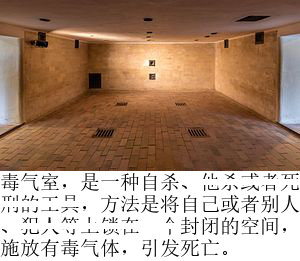 毒气室，是一种自杀、他杀或者死
刑的工具，方法是将自己或者别人
、犯人等上锁在一个封闭的空间，
施放有毒气体，引发死亡。